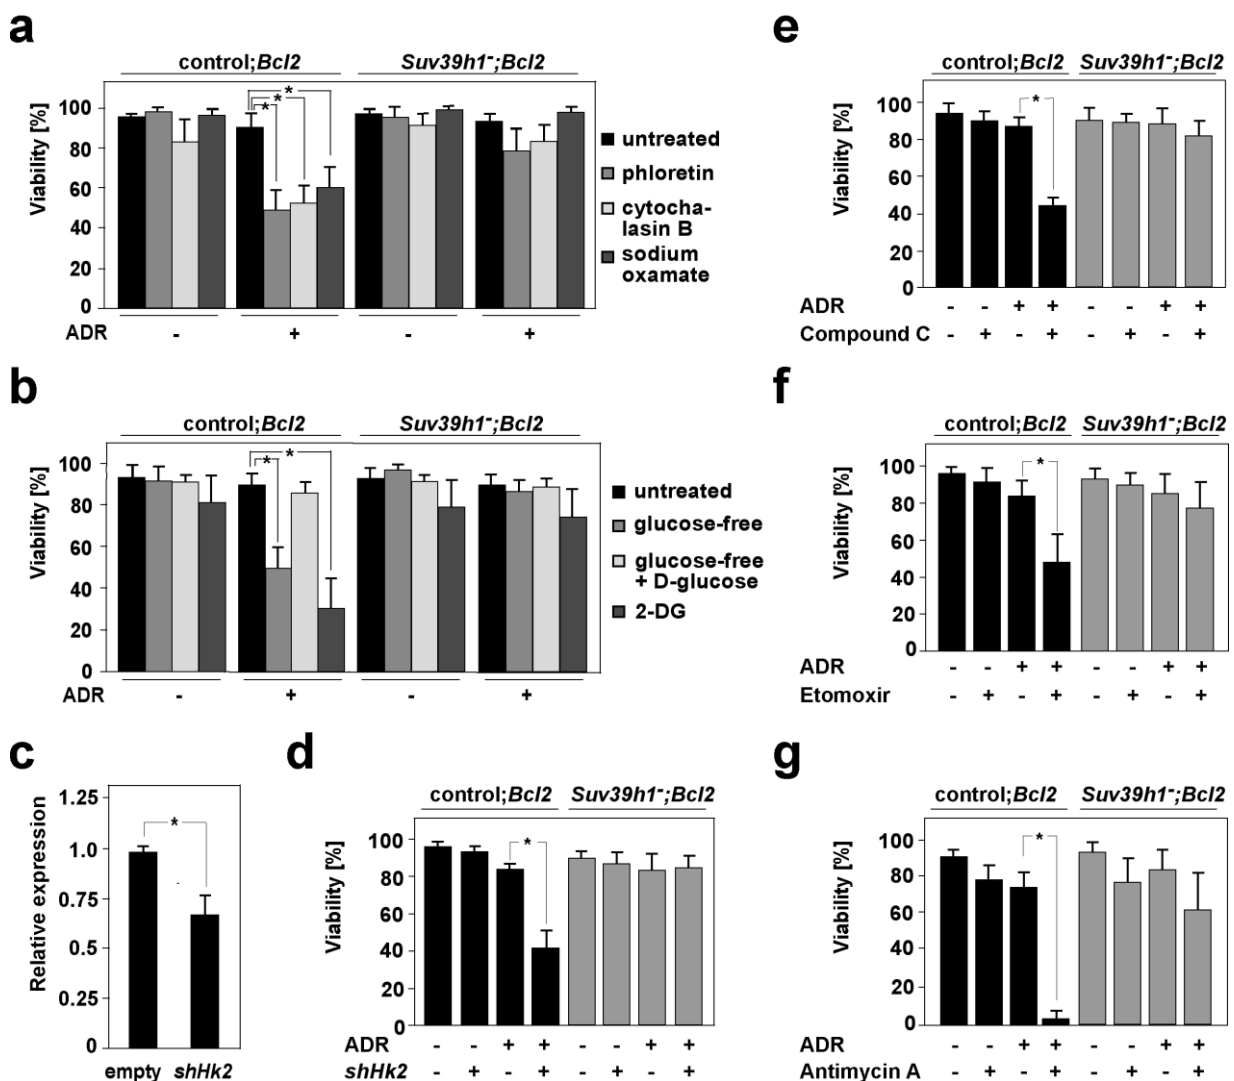 a
control;Bcl2 Suv39h1-;Bcl2
Viability [%]
100
80
60
40
20
0
* * *
untreated
phloretin
cytocha-
lasin B
sodium
oxamate
ADR - + - +
b
control;Bcl2 Suv39h1-;Bcl2
Viability [%]
100
80
60
40
20
0
* *
untreated
glucose-free
glucose-free
+ D-glucose
2-DG
ADR - + - +
c
Relative expression
1.25
1.0
0.75
0.5
0.25
0
*
empty shHk2
d
control;Bcl2 Suv39h1-;Bcl2
Viability [%]
100
80
60
40
20
0
*
ADR - - + + - - + +
shHk2 - + - + - + - +
e
control;Bcl2 Suv39h1-;Bcl2
Viability [%]
100
80
60
40
20
0
*
ADR - - + + - - + +
Compound C - + - + - + - +
f
control;Bcl2 Suv39h1-;Bcl2
Viability [%]
100
80
60
40
20
0
*
ADR - - + + - - + +
Etomoxir - + - + - + - +
g
control;Bcl2 Suv39h1-;Bcl2
Viability [%]
100
80
60
40
20
0
*
ADR - - + + - - + +
Antimycin A - + - + - + - +